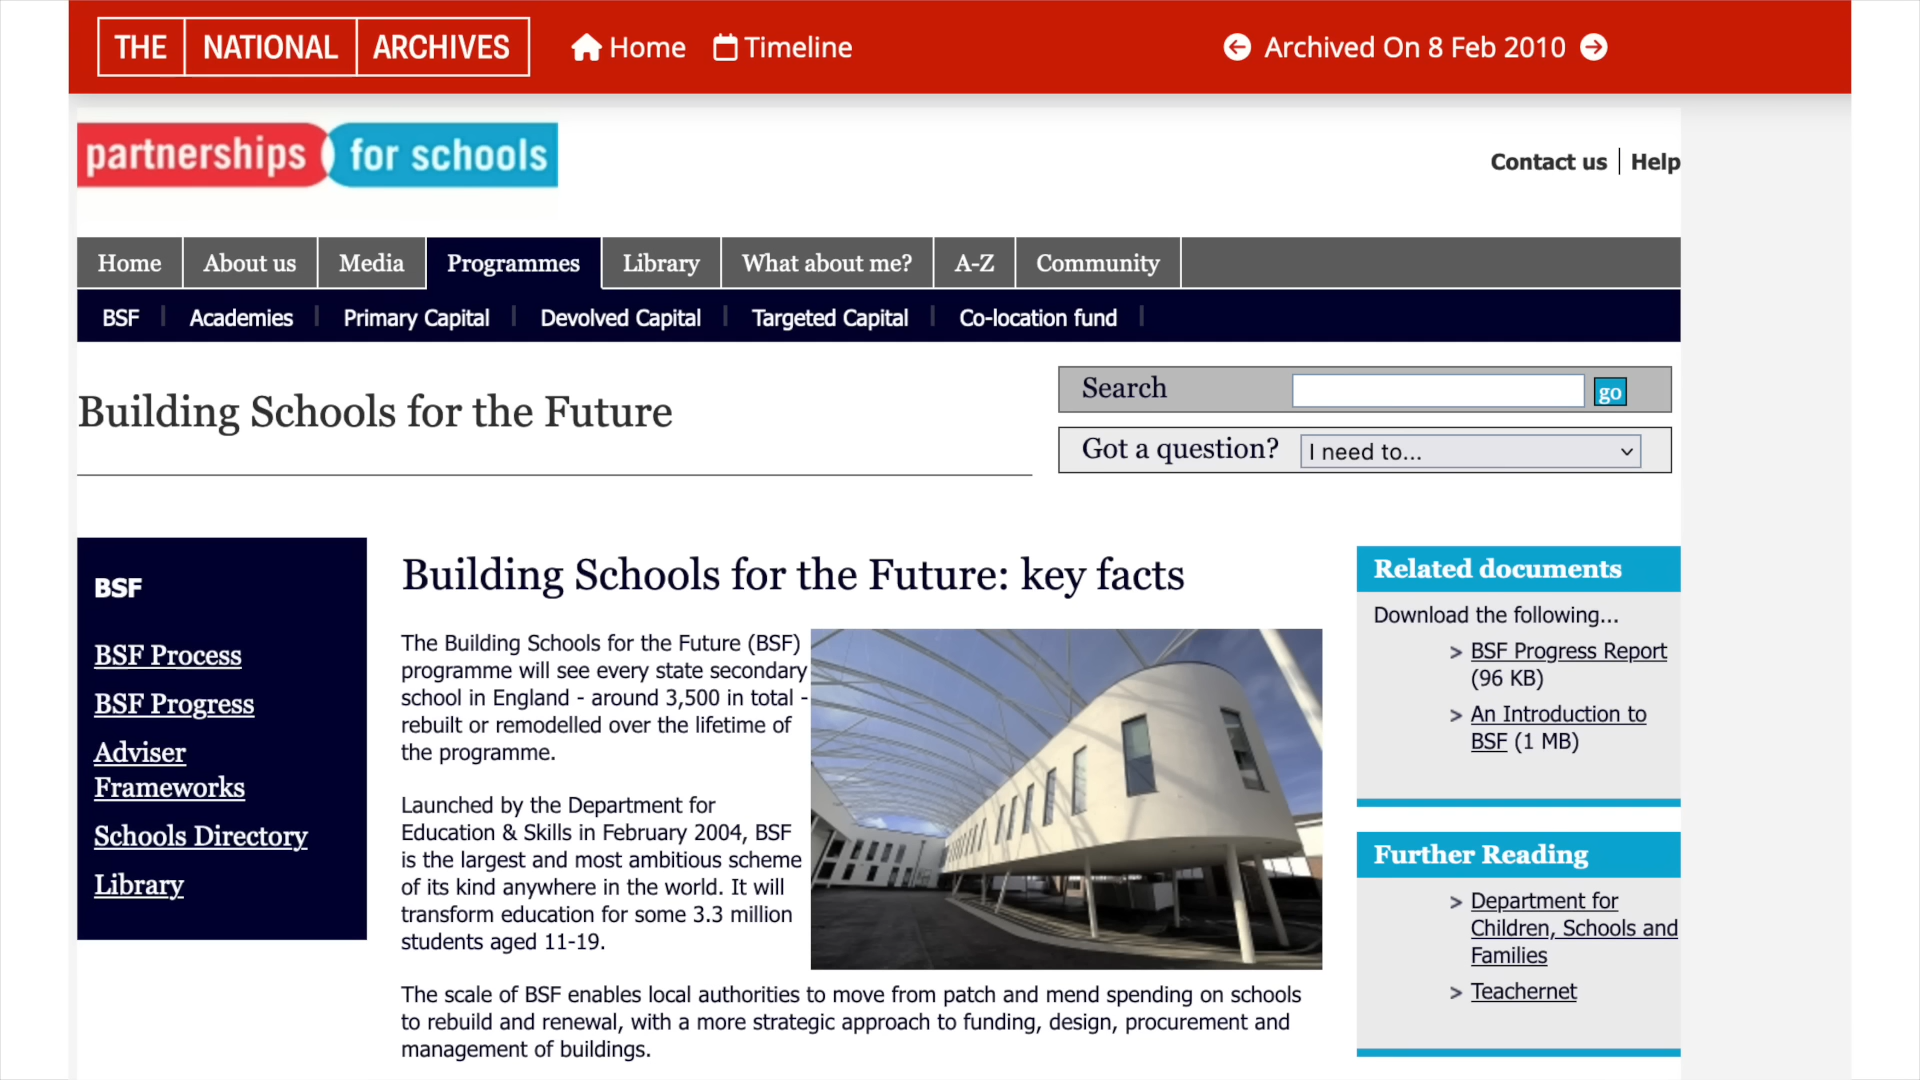 THE NATIONAL ARCHIVES Home Timeline Archived On 8 Feb 2010
partnerships for schools
Contact us Help
Home About us Media Programmes Library What about me? A-Z Community
BSF Academies Primary Capital Devolved Capital Targeted Capital Co-location fund
Building Schools for the Future
Search go
Got a question? I need to...
BSF
BSF Process
BSF Progress
Adviser
Frameworks
Schools Directory
Library
Building Schools for the Future: key facts
The Building Schools for the Future (BSF)
programme will see every state secondary
school in England - around 3,500 in total -
rebuilt or remodelled over the lifetime of
the programme.
Launched by the Department for
Education & Skills in February 2004, BSF
is the largest and most ambitious scheme
of its kind anywhere in the world. It will
transform education for some 3.3 million
students aged 11-19.
The scale of BSF enables local authorities to move from patch and mend spending on schools
to rebuild and renewal, with a more strategic approach to funding, design, procurement and
management of buildings.
Related documents
Download the following...
> BSF Progress Report
(96 KB)
> An Introduction to
BSF (1 MB)
Further Reading
> Department for
Children, Schools and
Families
> Teachernet